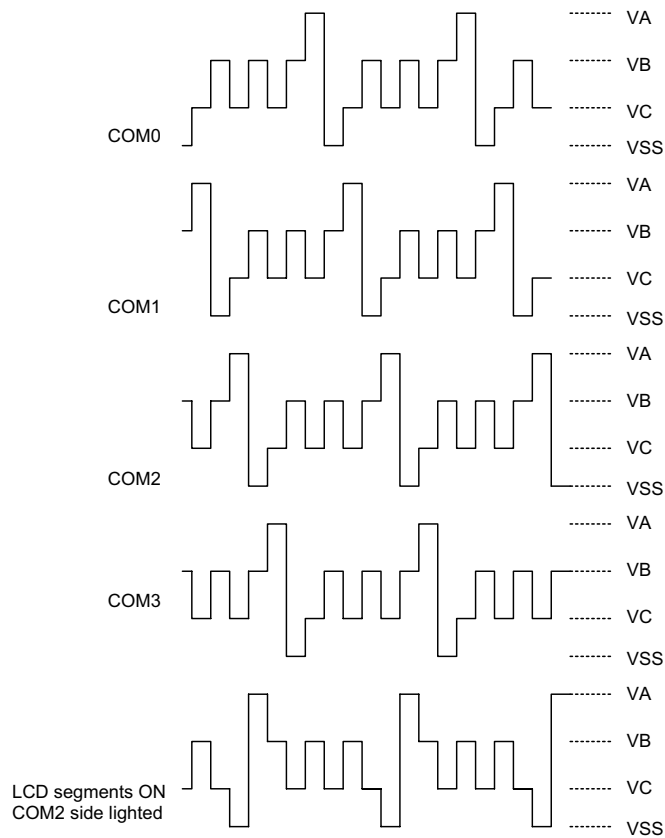 VA
VB
VC
COM0
VSS
VA
VB
VC
COM1
VSS
VA
VB
VC
COM2
VSS
VA
VB
COM3
VC
VSS
VA
VB
LCD segments ON
VC
COM2 side lighted
VSS